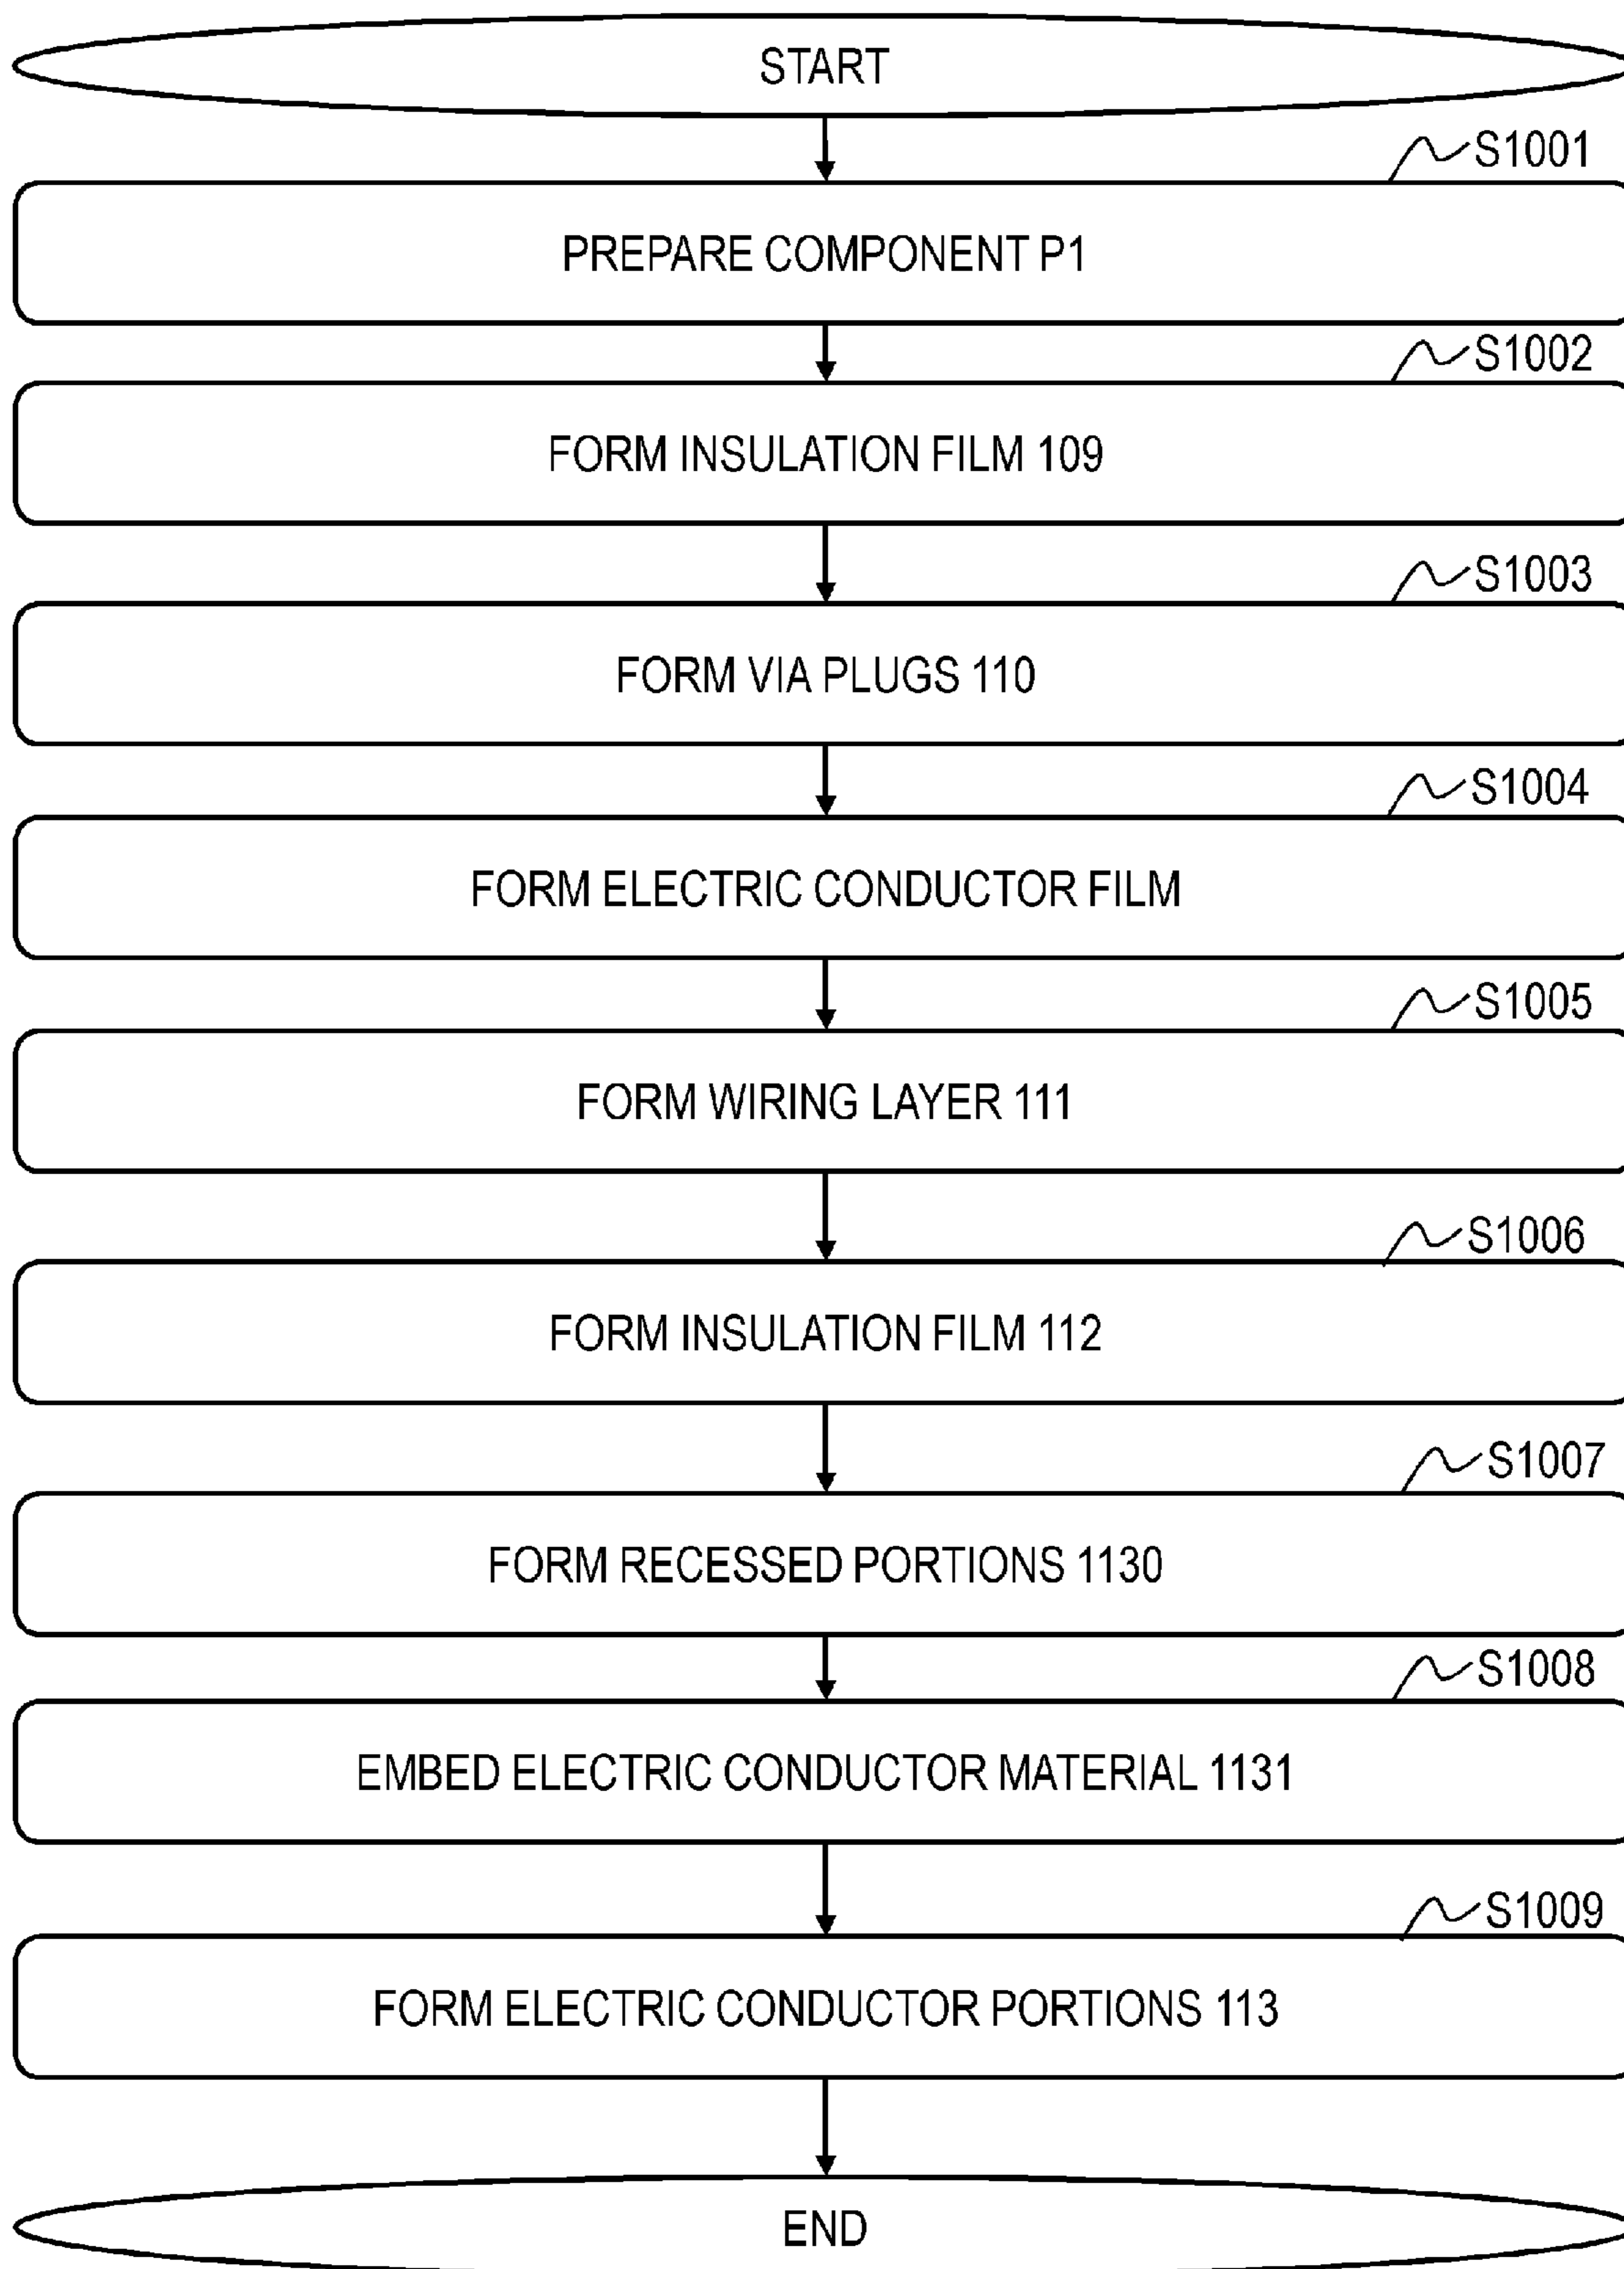 START
S1001
PREPARE COMPONENT P1
S1002
FORM INSULATION FILM 109
S1003
FORM VIA PLUGS 110
S1004
FORM ELECTRIC CONDUCTOR FILM
S1005
FORM WIRING LAYER 111
S1006
FORM INSULATION FILM 112
S1007
FORM RECESSED PORTIONS 1130
S1008
EMBED ELECTRIC CONDUCTOR MATERIAL 1131
S1009
FORM ELECTRIC CONDUCTOR PORTIONS 113
END